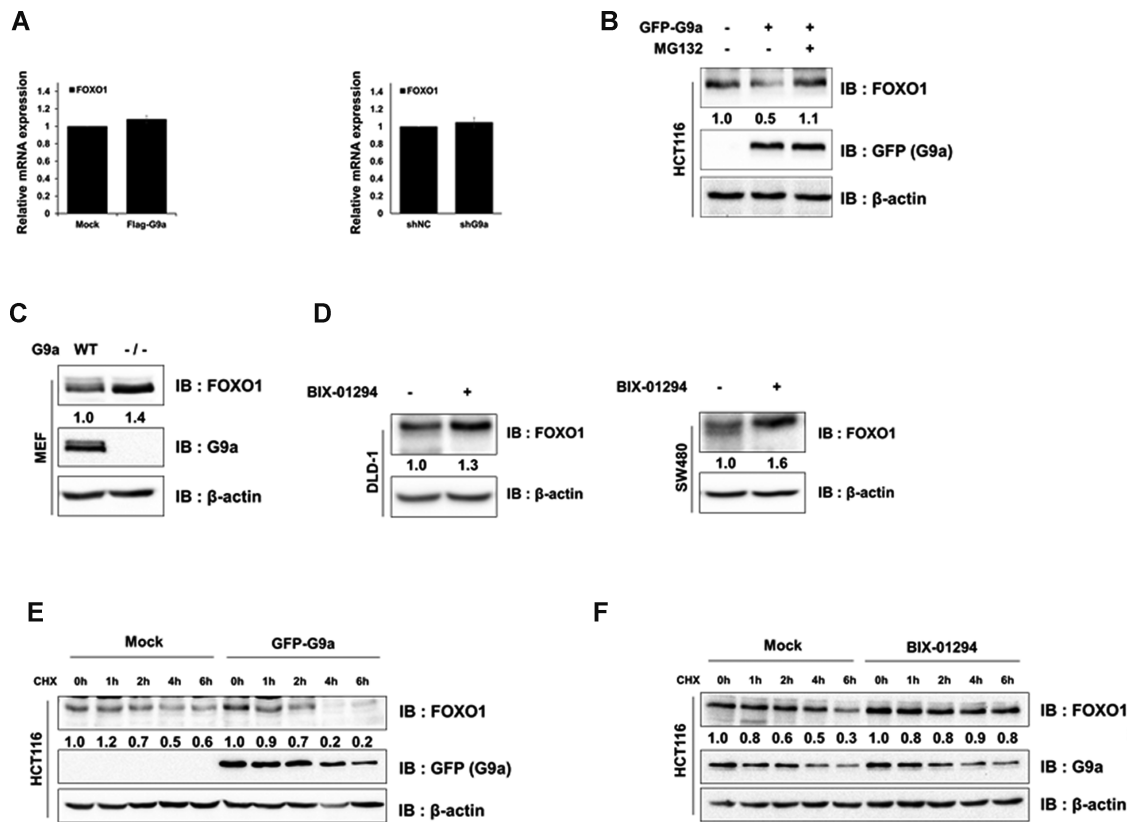 A
Relative mRNA expression
■FOXO1
1.4
1.2
1
0.8
0.6
0.4
0.2
0
Mock Flag-G9a
Relative mRNA expression
■FOXO1
1.4
1.2
1
0.8
0.6
0.4
0.2
0
shNC shG9a
B
GFP-G9a - + +
MG132 - - +
HCT116
IB : FOXO1
1.0 0.5 1.1
IB : GFP (G9a)
IB : β-actin
C
G9a WT - / -
MEF
IB : FOXO1
1.0 1.4
IB : G9a
IB : β-actin
D
BIX-01294 - +
DLD-1
IB : FOXO1
1.0 1.3
IB : β-actin
BIX-01294 - +
SW480
IB : FOXO1
1.0 1.6
IB : β-actin
E
Mock GFP-G9a
CHX 0h 1h 2h 4h 6h 0h 1h 2h 4h 6h
HCT116
IB : FOXO1
1.0 1.2 0.7 0.5 0.6 1.0 0.9 0.7 0.2 0.2
IB : GFP (G9a)
IB : β-actin
F
Mock BIX-01294
CHX 0h 1h 2h 4h 6h 0h 1h 2h 4h 6h
HCT116
IB : FOXO1
1.0 0.8 0.6 0.5 0.3 1.0 0.8 0.8 0.9 0.8
IB : G9a
IB : β-actin